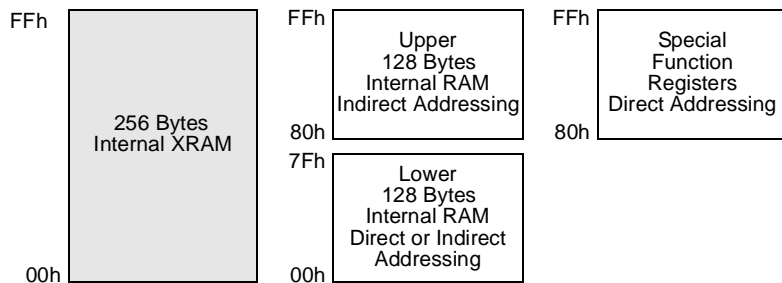 FFh
256 Bytes
Internal XRAM
00h
FFh
Upper
128 Bytes
Internal RAM
Indirect Addressing
80h
7Fh
Lower
128 Bytes
Internal RAM
Direct or Indirect
Addressing
00h
FFh
Special
Function
Registers
Direct Addressing
80h